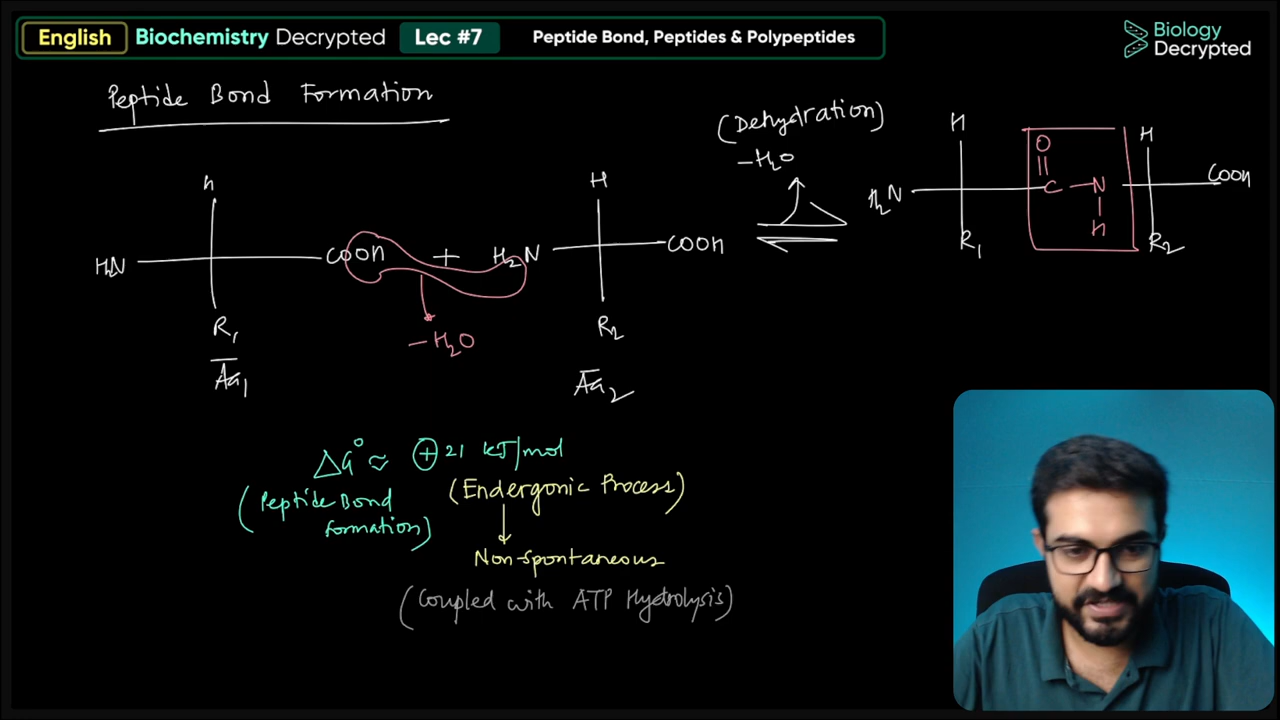 English Biochemistry Decrypted Lec #7 Peptide Bond, Peptides & Polypeptides
Biology
Decrypted
Peptide Bond Formation
H
H₂N COOH
R₁
Aa₁
+
−H₂O
H
H₂N COOH
R₂
Aa₂
(Dehydration)
−H₂O
H O H
H₂N C — N COOH
H
R₁ R₂
ΔG° ≈ + 21 kJ/mol
(Peptide Bond
Formation)
(Endergonic Process)
Non-spontaneous
(Coupled with ATP Hydrolysis)